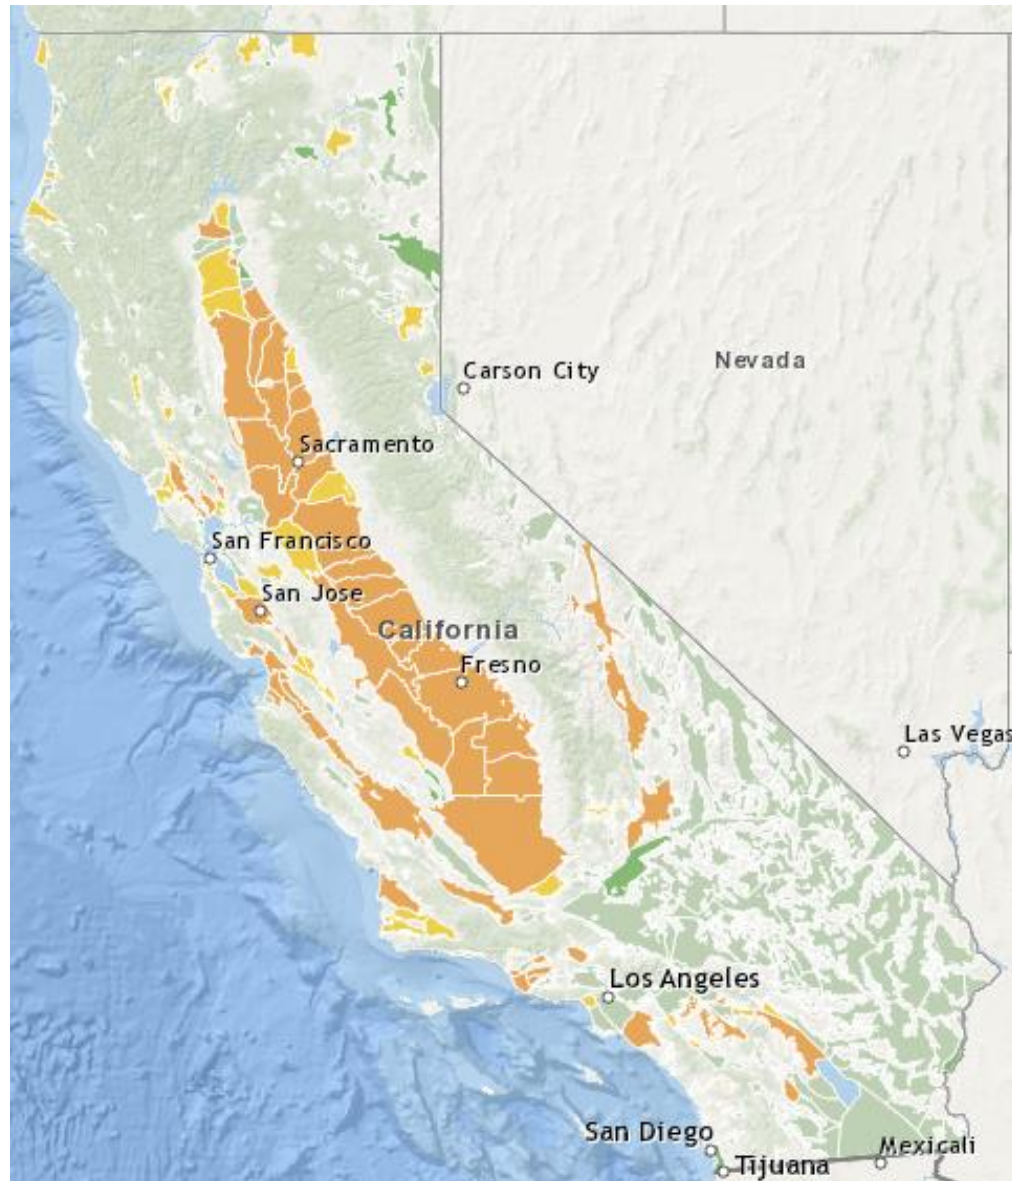 Nevada
Carson City
Sacramento
San Francisco
San Jose
California
Fresno
Las Vegas
Los Angeles
San Diego
Mexicali
Tijuana